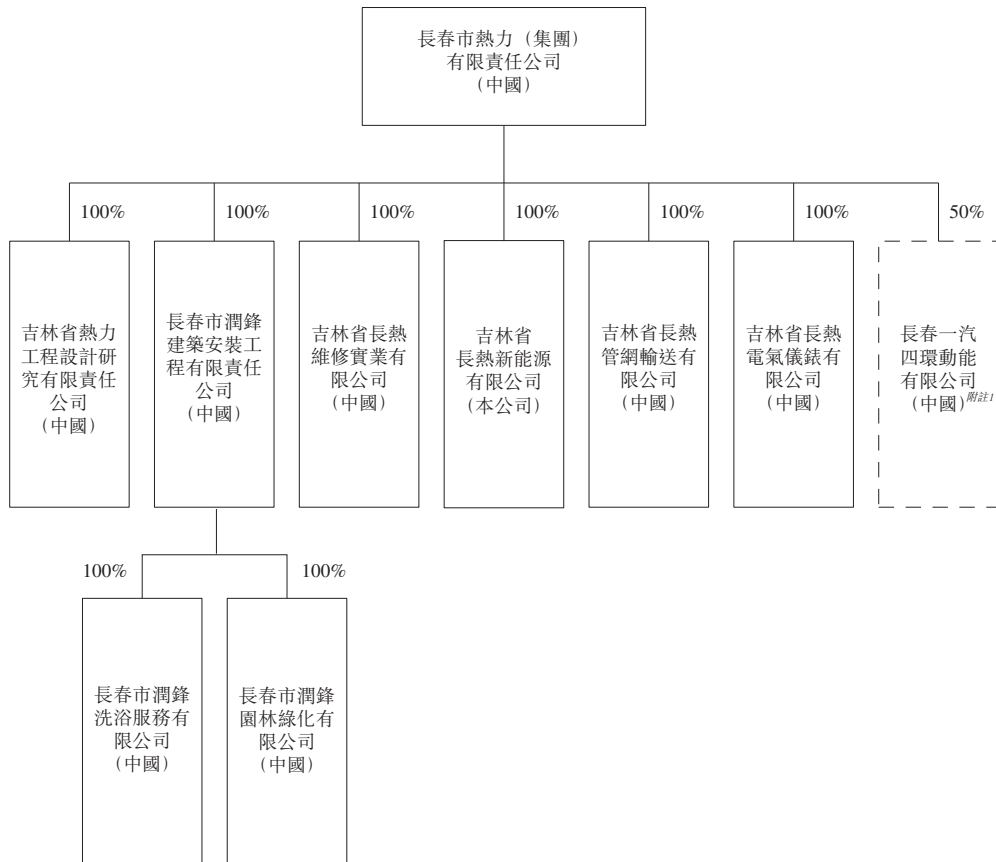 長春市熱力（集團）
有限責任公司
（中國）
100%
100%
100%
100%
100%
100%
50%
吉林省熱力
工程設計研
究有限責任
公司
（中國）
長春市潤鋒
建築安裝工
程有限責任
公司
（中國）
吉林省長熱
維修實業有
限公司
（中國）
吉林省
長熱新能源
有限公司
（本公司）
吉林省長熱
管網輸送有
限公司
（中國）
吉林省長熱
電氣儀錶有
限公司
（中國）
長春一汽
四環動能
有限公司
（中國）附註1
100%
100%
長春市潤鋒
洗浴服務有
限公司
（中國）
長春市潤鋒
園林綠化有
限公司
（中國）